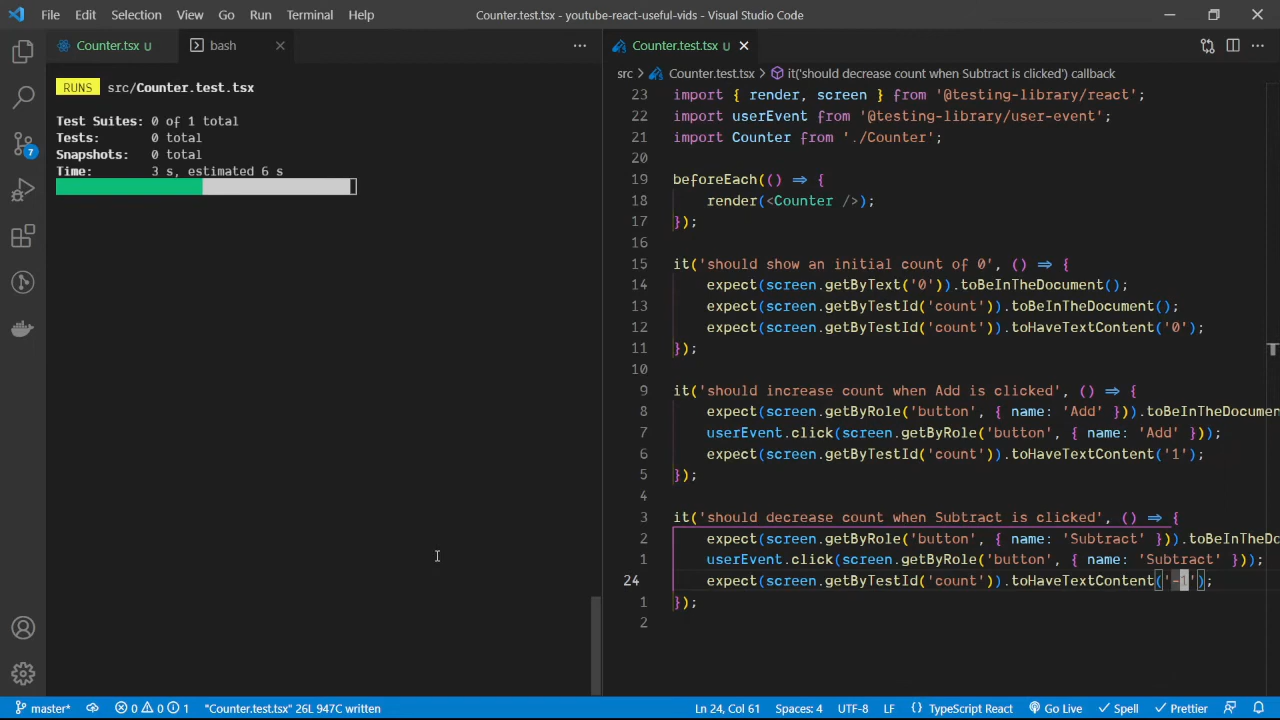 File Edit Selection View Go Run Terminal Help Counter.test.tsx - youtube-react-useful-vids - Visual Studio Code
Counter.tsx U bash
RUNS src/Counter.test.tsx
Test Suites: 0 of 1 total
Tests: 0 total
Snapshots: 0 total
Time: 3 s, estimated 6 s
7
Counter.test.tsx U
src > Counter.test.tsx > it('should decrease count when Subtract is clicked') callback
23 import { render, screen } from '@testing-library/react';
22 import userEvent from '@testing-library/user-event';
21 import Counter from './Counter';
20
19 beforeEach(() => {
18 render(<Counter />);
17 });
16
15 it('should show an initial count of 0', () => {
14 expect(screen.getByText('0')).toBeInTheDocument();
13 expect(screen.getByTestId('count')).toBeInTheDocument();
12 expect(screen.getByTestId('count')).toHaveTextContent('0');
11 });
10
9 it('should increase count when Add is clicked', () => {
8 expect(screen.getByRole('button', { name: 'Add' })).toBeInTheDocumen
7 userEvent.click(screen.getByRole('button', { name: 'Add' }));
6 expect(screen.getByTestId('count')).toHaveTextContent('1');
5 });
4
3 it('should decrease count when Subtract is clicked', () => {
2 expect(screen.getByRole('button', { name: 'Subtract' })).toBeInTheDo
1 userEvent.click(screen.getByRole('button', { name: 'Subtract' }));
24 expect(screen.getByTestId('count')).toHaveTextContent('-1');
1 });
2
master* 0 0 1 "Counter.test.tsx" 26L 947C written Ln 24, Col 61 Spaces: 4 UTF-8 LF {} TypeScript React Go Live Spell Prettier